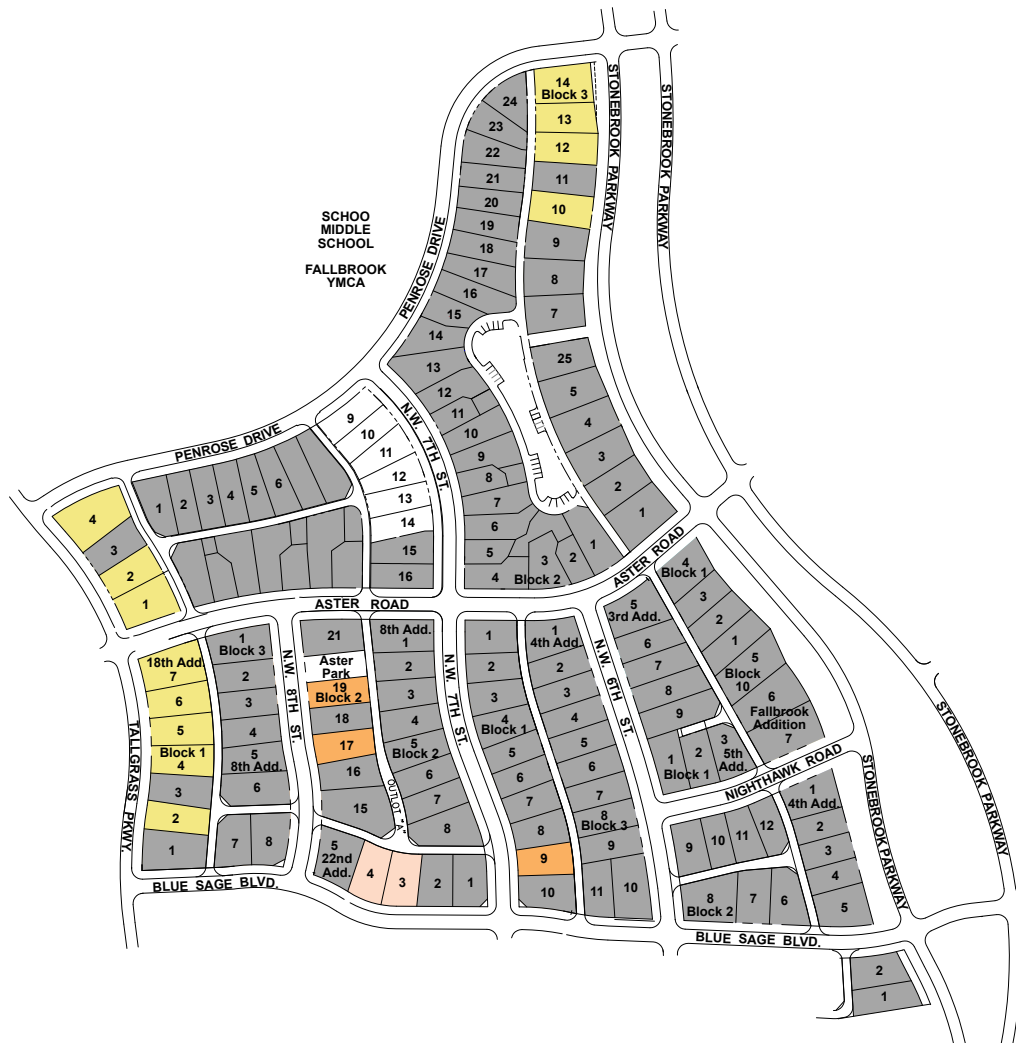 STONEBROOK PARKWAY
STONEBROOK PARKWAY
14
Block 3
13
12
11
10
9
8
7
24
23
22
21
20
19
18
17
16
15
14
13
12
11
10
9
8
7
6
5
4
Block 2
3
2
1
25
5
4
3
2
1
SCHOO
MIDDLE
SCHOOL
FALLBROOK
YMCA
PENROSE DRIVE
N.W. 7TH ST.
PENROSE DRIVE
9
10
11
12
13
14
15
16
1
2
3
4
5
6
4
3
2
1
ASTER ROAD
ASTER ROAD
18th Add.
7
6
5
Block 1
4
3
2
1
TALLGRASS PKWY.
1
Block 3
2
3
4
5
8th Add.
6
7
8
N.W. 8TH ST.
21
Aster
Park
19
Block 2
18
17
16
15
OUTLOT "A"
8th Add.
1
2
3
4
5
Block 2
6
7
8
N.W. 7TH ST.
5
22nd
Add.
4
3
2
1
1
2
3
4
Block 1
5
6
7
8
9
10
1
4th Add.
2
3
4
5
6
7
8
Block 3
9
10
11
N.W. 6TH ST.
5
3rd Add.
6
7
8
9
1
Block 1
2
3
5th
Add.
4
Block 1
3
2
1
5
Block
10
6
Fallbrook
Addition
7
NIGHTHAWK ROAD
9
10
11
12
8
Block 2
7
6
1
4th Add.
2
3
4
5
STONEBROOK PARKWAY
STONEBROOK PARKWAY
BLUE SAGE BLVD.
BLUE SAGE BLVD.
2
1